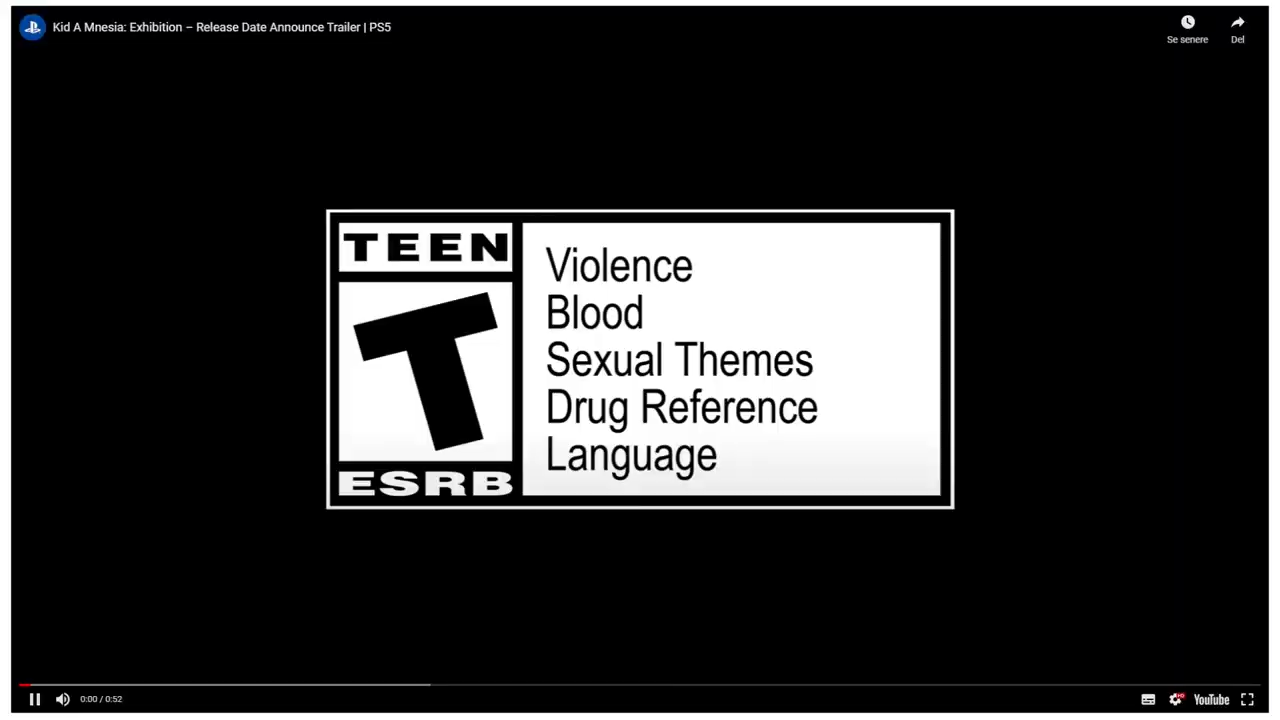 Kid A Mnesia: Exhibition – Release Date Announce Trailer | PS5
Se senere
Del
TEEN
T
ESRB
Violence
Blood
Sexual Themes
Drug Reference
Language
0:00 / 0:52
HD
YouTube